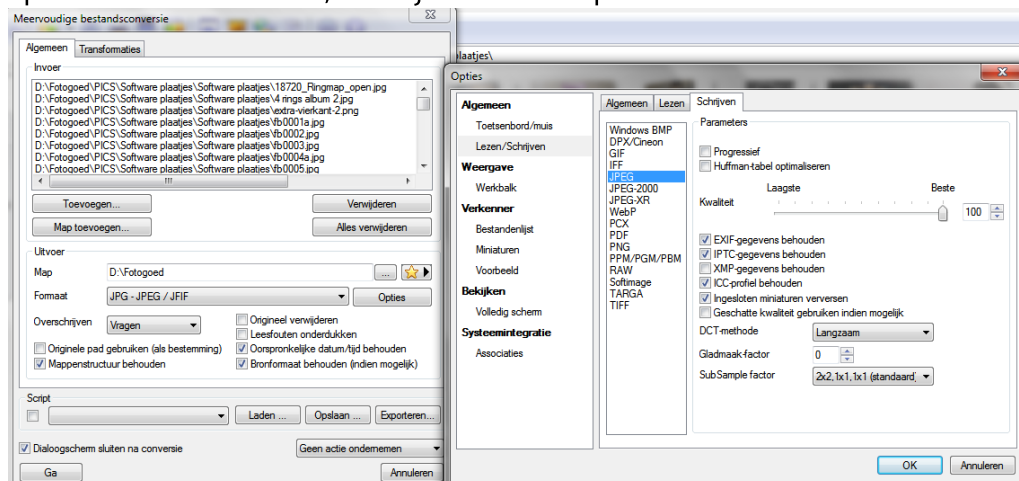 Meervoudige bestandsconversie
Algemeen Transformaties
Invoer
D:\Fotogoed\PICS\Software plaatjes\Software plaatjes\18720_Ringmap_open.jpg
D:\Fotogoed\PICS\Software plaatjes\Software plaatjes\4 rings album 2.jpg
D:\Fotogoed\PICS\Software plaatjes\Software plaatjes\extra-vierkant-2.png
D:\Fotogoed\PICS\Software plaatjes\Software plaatjes\fb0001a.jpg
D:\Fotogoed\PICS\Software plaatjes\Software plaatjes\fb0002.jpg
D:\Fotogoed\PICS\Software plaatjes\Software plaatjes\fb0003.jpg
D:\Fotogoed\PICS\Software plaatjes\Software plaatjes\fb0004a.jpg
D:\Fotogoed\PICS\Software plaatjes\Software plaatjes\fb0005.jpg
Toevoegen... Verwijderen
Map toevoegen... Alles verwijderen
Uitvoer
Map D:\Fotogoed ...
Formaat JPG - JPEG / JFIF Opties
Overschrijven Vragen
Origineel verwijderen
Leesfouten onderdukken
Originele pad gebruiken (als bestemming)
Oorspronkelijke datum/tijd behouden
Mappenstructuur behouden
Bronformaat behouden (indien mogelijk)
Script
Laden ... Opslaan ... Exporteren...
Dialoogscherm sluiten na conversie Geen actie ondernemen
Ga Annuleren
laatjes\
Opties
Algemeen
Toetsenbord/muis
Lezen/Schrijven
Weergave
Werkbalk
Verkenner
Bestandenlijst
Miniaturen
Voorbeeld
Bekijken
Volledig scherm
Systeemintegratie
Associaties
Algemeen Lezen Schrijven
Windows BMP
DPX/Cineon
GIF
IFF
JPEG
JPEG-2000
JPEG-XR
WebP
PCX
PDF
PNG
PPM/PGM/PBM
RAW
Softimage
TARGA
TIFF
Parameters
Progressief
Huffman-tabel optimaliseren
Laagste Beste
Kwaliteit 100
EXIF-gegevens behouden
IPTC-gegevens behouden
XMP-gegevens behouden
ICC-profiel behouden
Ingesloten miniaturen verversen
Geschatte kwaliteit gebruiken indien mogelijk
DCT-methode Langzaam
Gladmaak-factor 0
SubSample factor 2x2,1x1,1x1 (standaard)
OK Annuleren